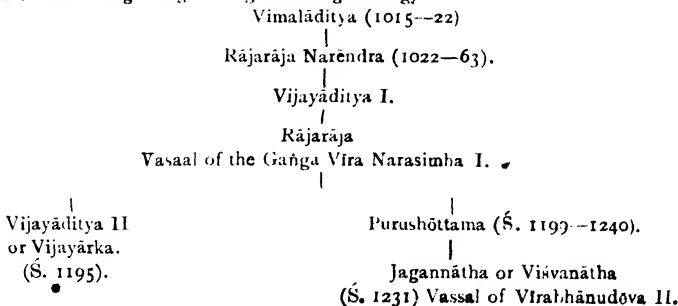 Vimalāditya (1015--22)
Rājarāja Narēndra (1022—63).
Vijayāditya I.
Rājarāja
Vasaal of the Gaṅga Vīra Narasimha I.
Vijayāditya II
or Vijayārka.
(Ś. 1195).
Purushōttama (Ś. 1199--1240).
Jagannātha or Viśvanātha
(Ś. 1231) Vassal of Vīrabhānudēva II.